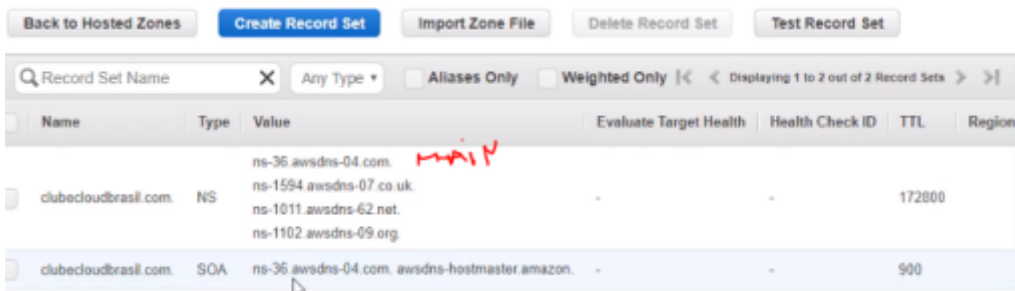 Back to Hosted Zones Create Record Set Import Zone File Delete Record Set Test Record Set
Record Set Name X Any Type Aliases Only Weighted Only Displaying 1 to 2 out of 2 Record Sets
Name Type Value Evaluate Target Health Health Check ID TTL Region
ns-36.awsdns-04.com. MAIN
ns-1594.awsdns-07.co.uk.
clubecloudbrasil.com. NS - - 172800
ns-1011.awsdns-62.net.
ns-1102.awsdns-09.org.
clubecloudbrasil.com. SOA ns-36.awsdns-04.com. awsdns-hostmaster.amazon. - - 900